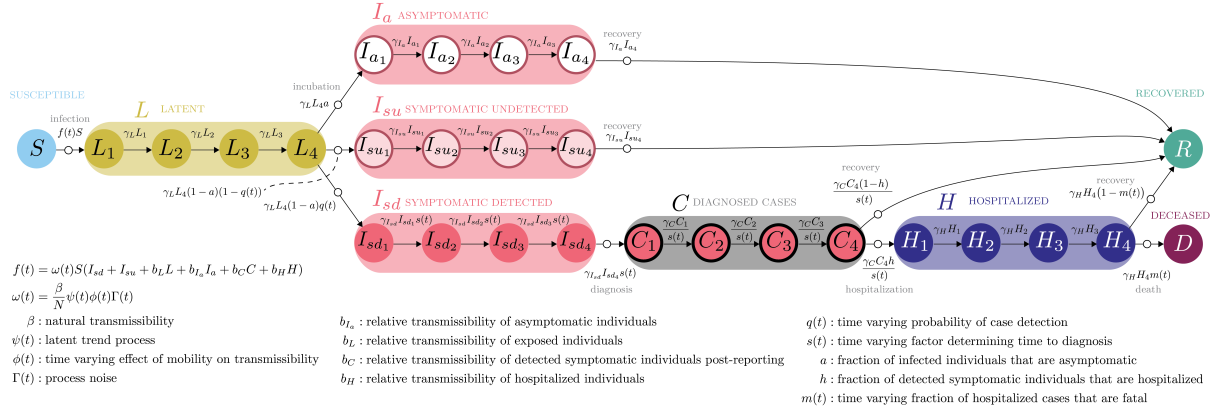 I_a ASYMPTOMATIC
I_{a_1} γ_{I_a}I_{a_1} I_{a_2} γ_{I_a}I_{a_2} I_{a_3} γ_{I_a}I_{a_3} I_{a_4}
recovery
γ_{I_a}I_{a_4}
incubation
γ_L L_4 a
SUSCEPTIBLE
S
infection
f(t)S
L LATENT
L_1 γ_L L_1 L_2 γ_L L_2 L_3 γ_L L_3 L_4
I_{su} SYMPTOMATIC UNDETECTED
I_{su_1} γ_{I_{su}}I_{su_1} I_{su_2} γ_{I_{su}}I_{su_2} I_{su_3} γ_{I_{su}}I_{su_3} I_{su_4}
recovery
γ_{I_{su}}I_{su_4}
RECOVERED
R
γ_L L_4(1−a)(1−q(t))
γ_L L_4(1−a)q(t)
I_{sd} SYMPTOMATIC DETECTED
I_{sd_1} γ_{I_{sd}}I_{sd_1}s(t) I_{sd_2} γ_{I_{sd}}I_{sd_2}s(t) I_{sd_3} γ_{I_{sd}}I_{sd_3}s(t) I_{sd_4}
γ_{I_{sd}}I_{sd_4}s(t)
diagnosis
C DIAGNOSED CASES
C_1 γ_C C_1/s(t) C_2 γ_C C_2/s(t) C_3 γ_C C_3/s(t) C_4
recovery
γ_C C_4(1−h)/s(t)
γ_C C_4 h/s(t)
hospitalization
H HOSPITALIZED
H_1 γ_H H_1 H_2 γ_H H_2 H_3 γ_H H_3 H_4
recovery
γ_H H_4(1−m(t))
DECEASED
D
γ_H H_4 m(t)
death
f(t) = ω(t)S(I_{sd} + I_{su} + b_L L + b_{I_a} I_a + b_C C + b_H H)
ω(t) = β/N ψ(t)φ(t)Γ(t)
β : natural transmissibility
ψ(t) : latent trend process
φ(t) : time varying effect of mobility on transmissibility
Γ(t) : process noise
b_{I_a} : relative transmissibility of asymptomatic individuals
b_L : relative transmissibility of exposed individuals
b_C : relative transmissibility of detected symptomatic individuals post-reporting
b_H : relative transmissibility of hospitalized individuals
q(t) : time varying probability of case detection
s(t) : time varying factor determining time to diagnosis
a : fraction of infected individuals that are asymptomatic
h : fraction of detected symptomatic individuals that are hospitalized
m(t) : time varying fraction of hospitalized cases that are fatal